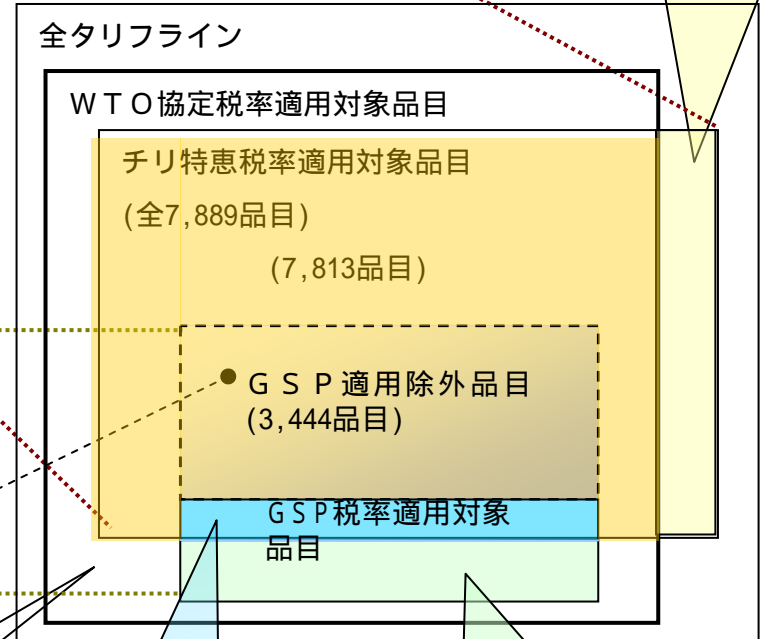 全タリフライン
ＷＴＯ協定税率適用対象品目
チリ特恵税率適用対象品目
(全7,889品目)
(7,813品目)
ＧＳＰ適用除外品目
(3,444品目)
GSP税率適用対象
品目